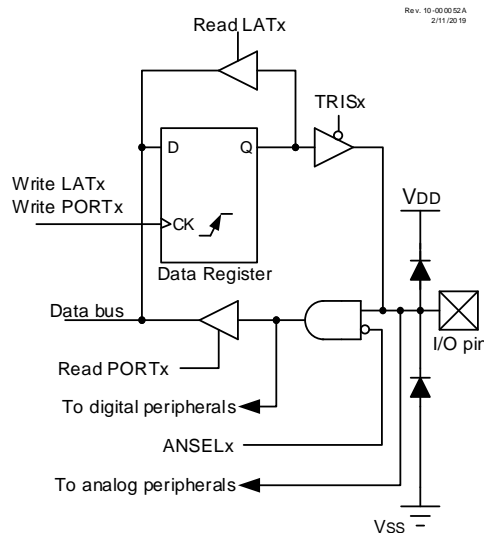 Rev. 10-000052A
2/11/2019
Read LATx
TRISx
D
Q
Write LATx
Write PORTx
CK
VDD
Data Register
Data bus
I/O pin
Read PORTx
To digital peripherals
ANSELx
To analog peripherals
VSS